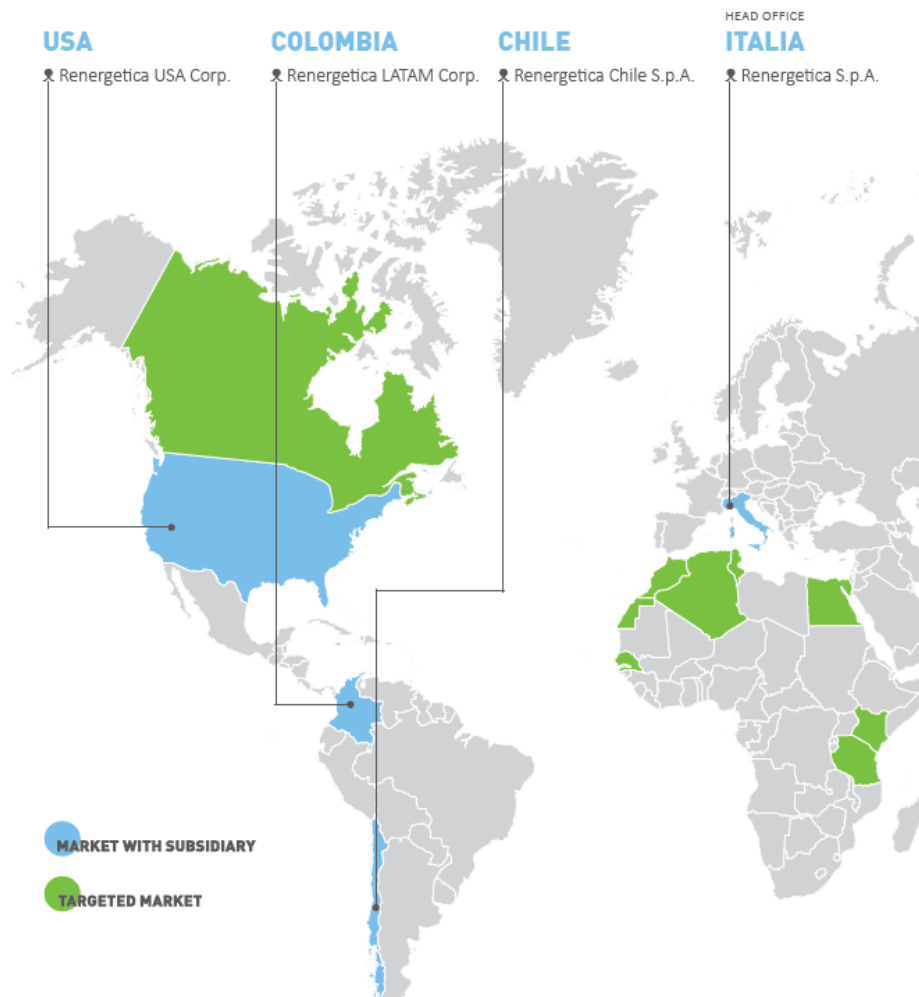 USA
Renergetica USA Corp.
COLOMBIA
Renergetica LATAM Corp.
CHILE
Renergetica Chile S.p.A.
HEAD OFFICE
ITALIA
Renergetica S.p.A.
MARKET WITH SUBSIDIARY
TARGETED MARKET